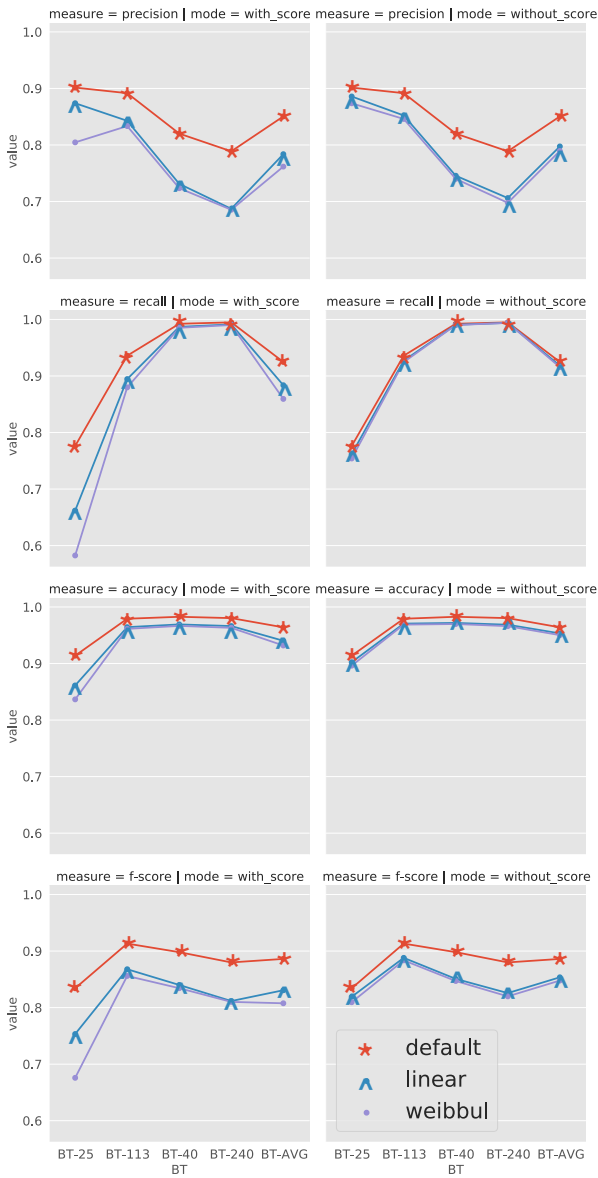 measure = precision | mode = with_score
measure = precision | mode = without_score
1.0
0.9
0.8
0.7
0.6
value
measure = recall | mode = with_score
measure = recall | mode = without_score
1.0
0.9
0.8
0.7
0.6
value
measure = accuracy | mode = with_score
measure = accuracy | mode = without_score
1.0
0.9
0.8
0.7
0.6
value
measure = f-score | mode = with_score
measure = f-score | mode = without_score
1.0
0.9
0.8
0.7
0.6
value
default
linear
weibbul
BT-25 BT-113 BT-40 BT-240 BT-AVG
BT
BT-25 BT-113 BT-40 BT-240 BT-AVG
BT